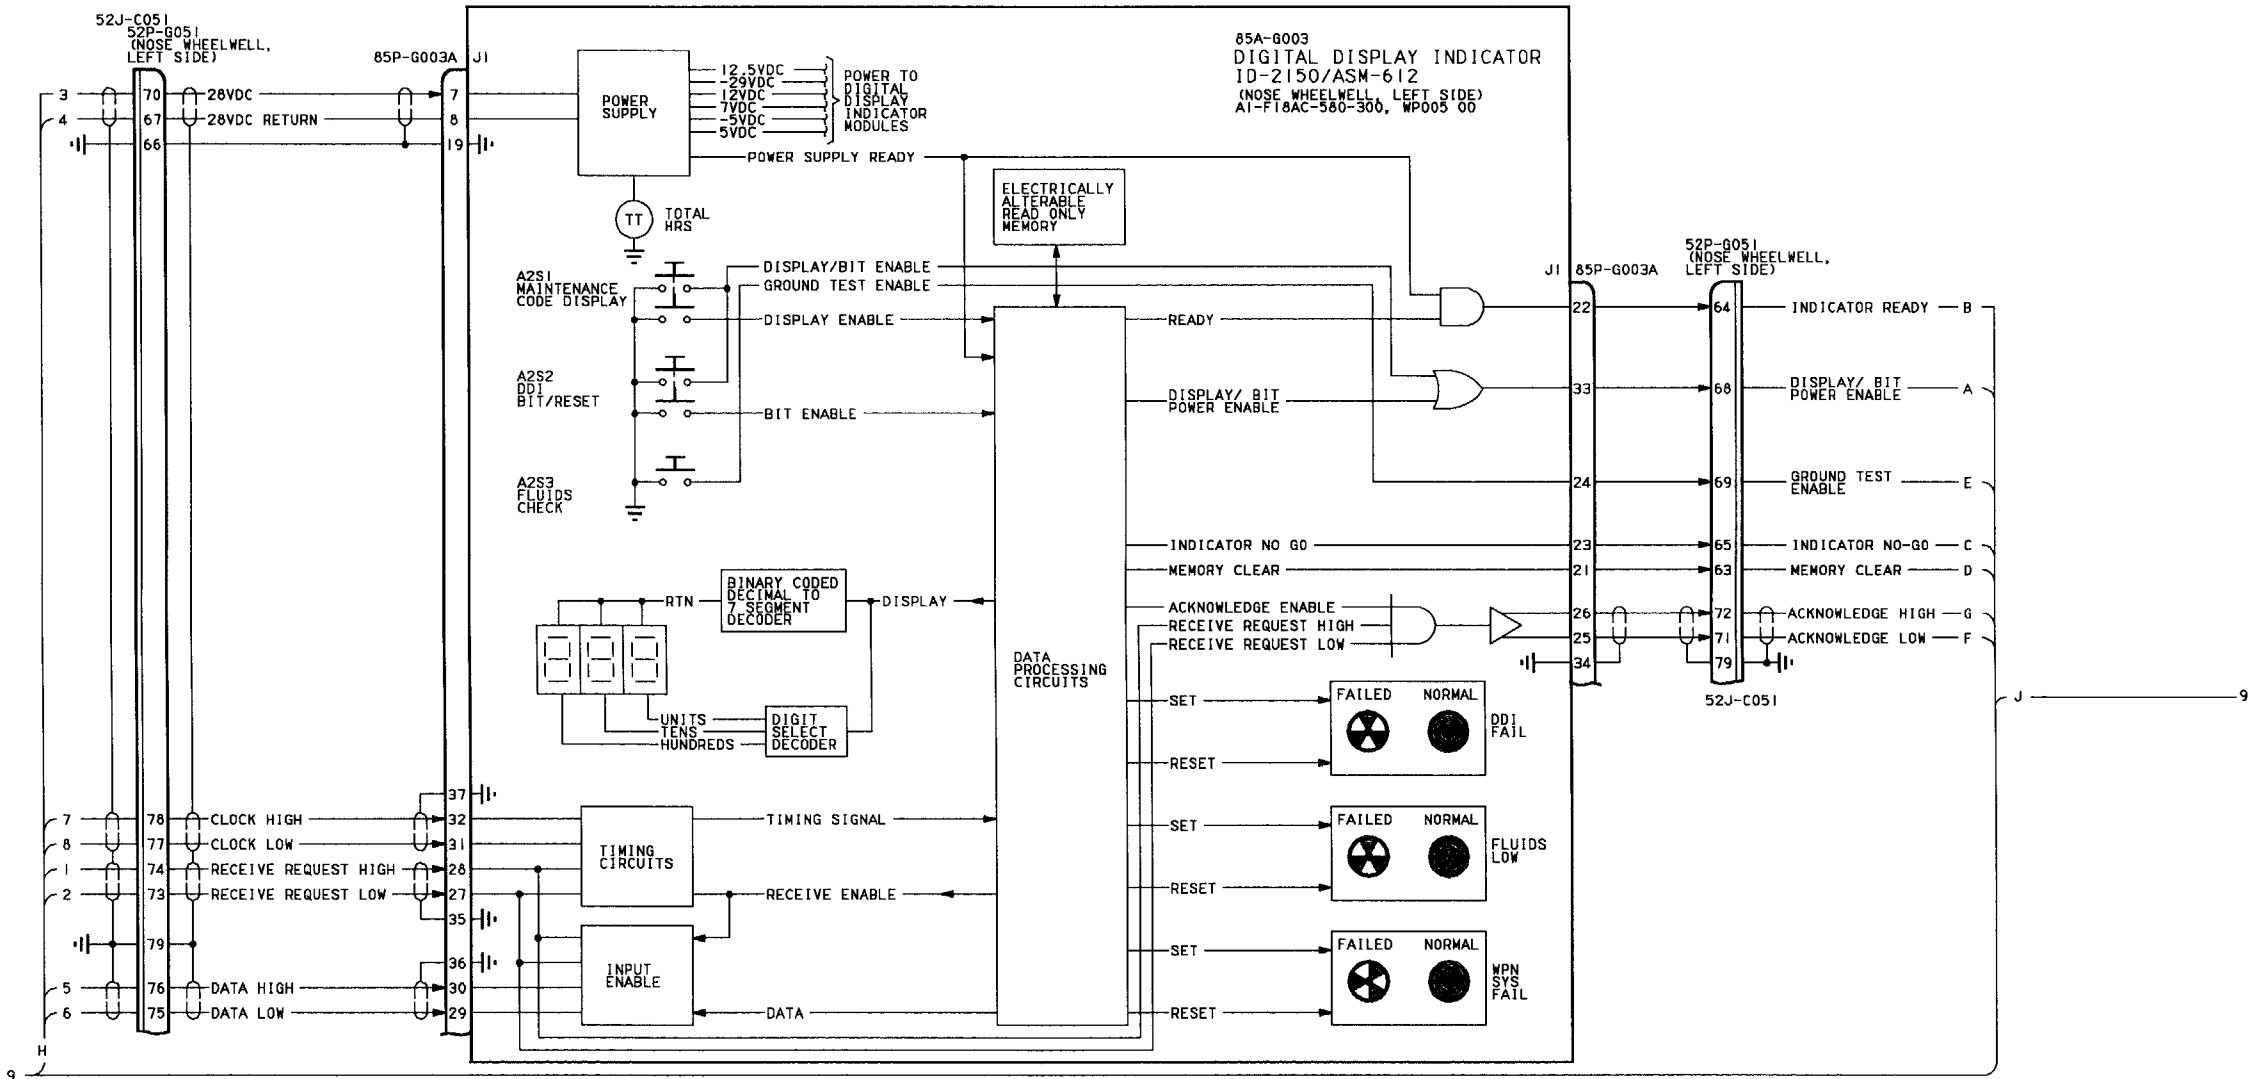 52J-C051
52P-G051
(NOSE WHEELWELL,
LEFT SIDE)
85P-G003A J1
3 70 28VDC 7
4 67 28VDC RETURN 8
66 19
POWER
SUPPLY
12.5VDC
-29VDC
12VDC
7VDC
-5VDC
5VDC
POWER TO
DIGITAL
DISPLAY
INDICATOR
MODULES
POWER SUPPLY READY
TT
TOTAL
HRS
85A-G003
DIGITAL DISPLAY INDICATOR
ID-2150/ASM-612
(NOSE WHEELWELL, LEFT SIDE)
A1-F18AC-580-300, WP005 00
ELECTRICALLY
ALTERABLE
READ ONLY
MEMORY
A2S1
MAINTENANCE
CODE DISPLAY
DISPLAY/BIT ENABLE
GROUND TEST ENABLE
DISPLAY ENABLE
A2S2
DDI
BIT/RESET
BIT ENABLE
A2S3
FLUIDS
CHECK
READY
DISPLAY/ BIT
POWER ENABLE
J1 85P-G003A
52P-G051
(NOSE WHEELWELL,
LEFT SIDE)
22 64 INDICATOR READY B
33 68 DISPLAY/ BIT
POWER ENABLE A
24 69 GROUND TEST
ENABLE E
INDICATOR NO GO 23 65 INDICATOR NO-GO C
MEMORY CLEAR 21 63 MEMORY CLEAR D
ACKNOWLEDGE ENABLE
RECEIVE REQUEST HIGH
RECEIVE REQUEST LOW
26 72 ACKNOWLEDGE HIGH G
25 71 ACKNOWLEDGE LOW F
34 79
52J-C051
J 9
BINARY CODED
DECIMAL TO
7 SEGMENT
DECODER
RTN
DISPLAY
UNITS
TENS
HUNDREDS
DIGIT
SELECT
DECODER
DATA
PROCESSING
CIRCUITS
SET
RESET
FAILED NORMAL
DDI
FAIL
SET
RESET
FAILED NORMAL
FLUIDS
LOW
SET
RESET
FAILED NORMAL
WPN
SYS
FAIL
37
7 78 CLOCK HIGH 32
8 77 CLOCK LOW 31
1 74 RECEIVE REQUEST HIGH 28
2 73 RECEIVE REQUEST LOW 27
35
79
36
5 76 DATA HIGH 30
6 75 DATA LOW 29
TIMING
CIRCUITS
TIMING SIGNAL
RECEIVE ENABLE
INPUT
ENABLE
DATA
H
9